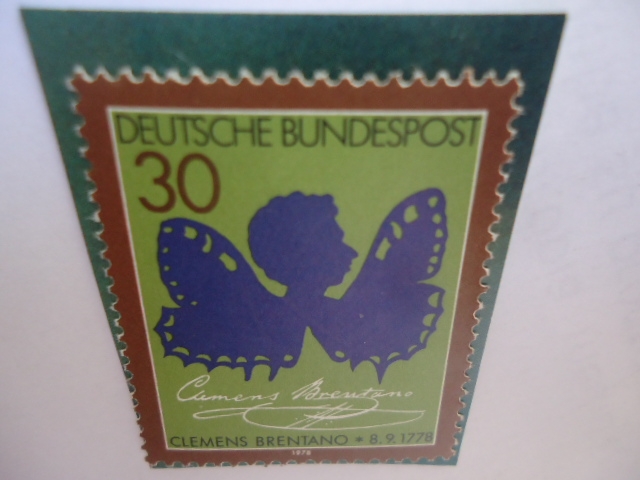 DEUTSCHE BUNDESPOST
30
Clemens Brentano
CLEMENS BRENTANO * 8.9.1778
1978